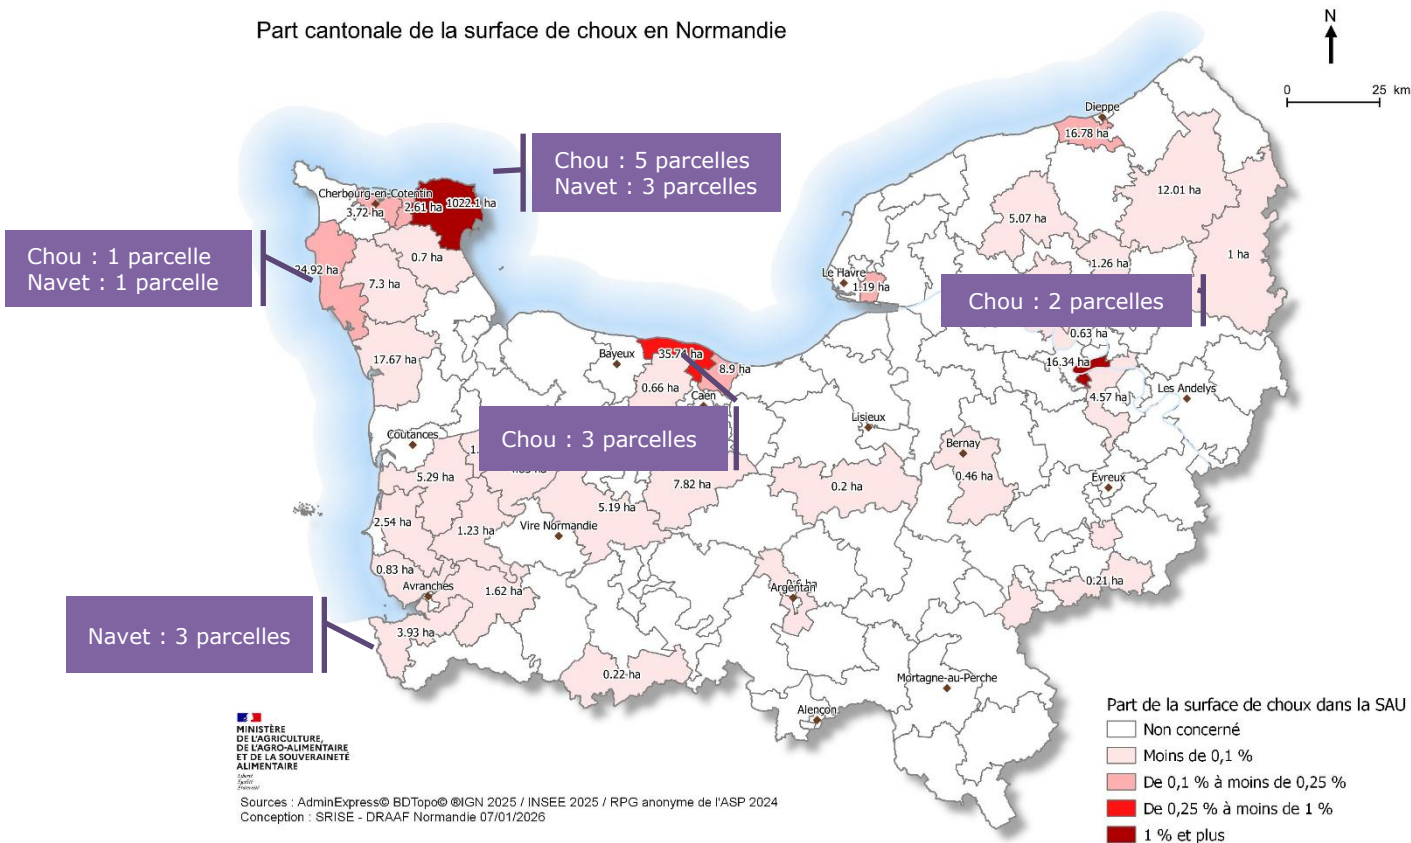 Part cantonale de la surface de choux en Normandie
N
0 25 km
Dieppe
16.78 ha
Chou : 5 parcelles
Navet : 3 parcelles
12.01 ha
Cherbourg-en-Cotentin
3.72 ha
2.61 ha
1022.1 ha
5.07 ha
Chou : 1 parcelle
Navet : 1 parcelle
24.92 ha
0.7 ha
7.3 ha
1.26 ha
1 ha
Le Havre
1.19 ha
Chou : 2 parcelles
0.63 ha
17.67 ha
Bayeux
35.74 ha
8.9 ha
0.66 ha
Caen
16.34 ha
4.57 ha
Les Andelys
Coutances
Chou : 3 parcelles
Lisieux
Bernay
0.46 ha
5.29 ha
7.82 ha
0.2 ha
Evreux
2.54 ha
1.23 ha
5.19 ha
Vire Normandie
0.83 ha
Avranches
1.62 ha
Argentan
0.21 ha
Navet : 3 parcelles
3.93 ha
0.22 ha
Mortagne-au-Perche
Alençon
MINISTÈRE
DE L'AGRICULTURE,
DE L'AGRO-ALIMENTAIRE
ET DE LA SOUVERAINETÉ
ALIMENTAIRE
Liberté
Égalité
Fraternité
Sources : AdminExpress© BDTopo© ®IGN 2025 / INSEE 2025 / RPG anonyme de l'ASP 2024
Conception : SRISE - DRAAF Normandie 07/01/2026
Part de la surface de choux dans la SAU
Non concerné
Moins de 0,1 %
De 0,1 % à moins de 0,25 %
De 0,25 % à moins de 1 %
1 % et plus